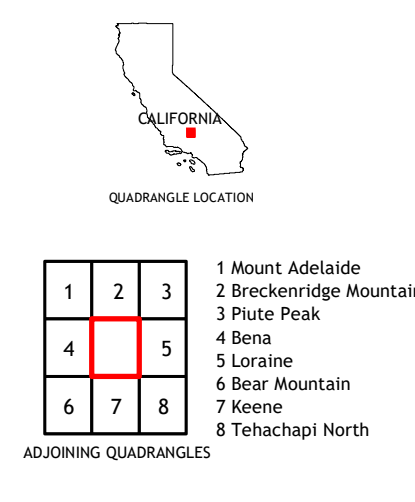 CALIFORNIA
QUADRANGLE LOCATION
1 2 3
4 5
6 7 8
1 Mount Adelaide
2 Breckenridge Mountain
3 Piute Peak
4 Bena
5 Loraine
6 Bear Mountain
7 Keene
8 Tehachapi North
ADJOINING QUADRANGLES